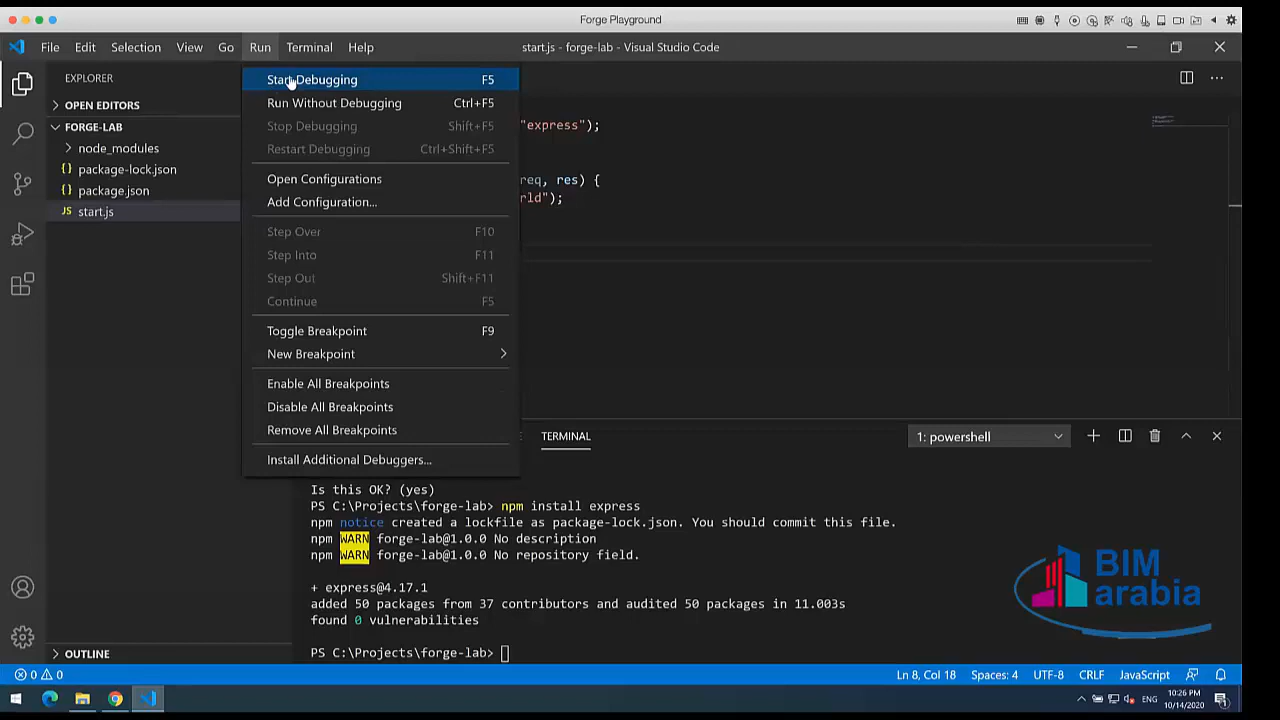 Forge Playground
File Edit Selection View Go Run Terminal Help
start.js - forge-lab - Visual Studio Code
EXPLORER
OPEN EDITORS
FORGE-LAB
node_modules
{} package-lock.json
{} package.json
JS start.js
OUTLINE
Start Debugging F5
Run Without Debugging Ctrl+F5
Stop Debugging Shift+F5
Restart Debugging Ctrl+Shift+F5
Open Configurations
Add Configuration...
Step Over F10
Step Into F11
Step Out Shift+F11
Continue F5
Toggle Breakpoint F9
New Breakpoint
Enable All Breakpoints
Disable All Breakpoints
Remove All Breakpoints
Install Additional Debuggers...
"express");
req, res) {
rld");
TERMINAL
1: powershell
Is this OK? (yes)
PS C:\Projects\forge-lab> npm install express
npm notice created a lockfile as package-lock.json. You should commit this file.
npm WARN forge-lab@1.0.0 No description
npm WARN forge-lab@1.0.0 No repository field.
+ express@4.17.1
added 50 packages from 37 contributors and audited 50 packages in 11.003s
found 0 vulnerabilities
PS C:\Projects\forge-lab>
BIM
arabia
0 0
Ln 8, Col 18 Spaces: 4 UTF-8 CRLF JavaScript
ENG
10:26 PM
10/14/2020